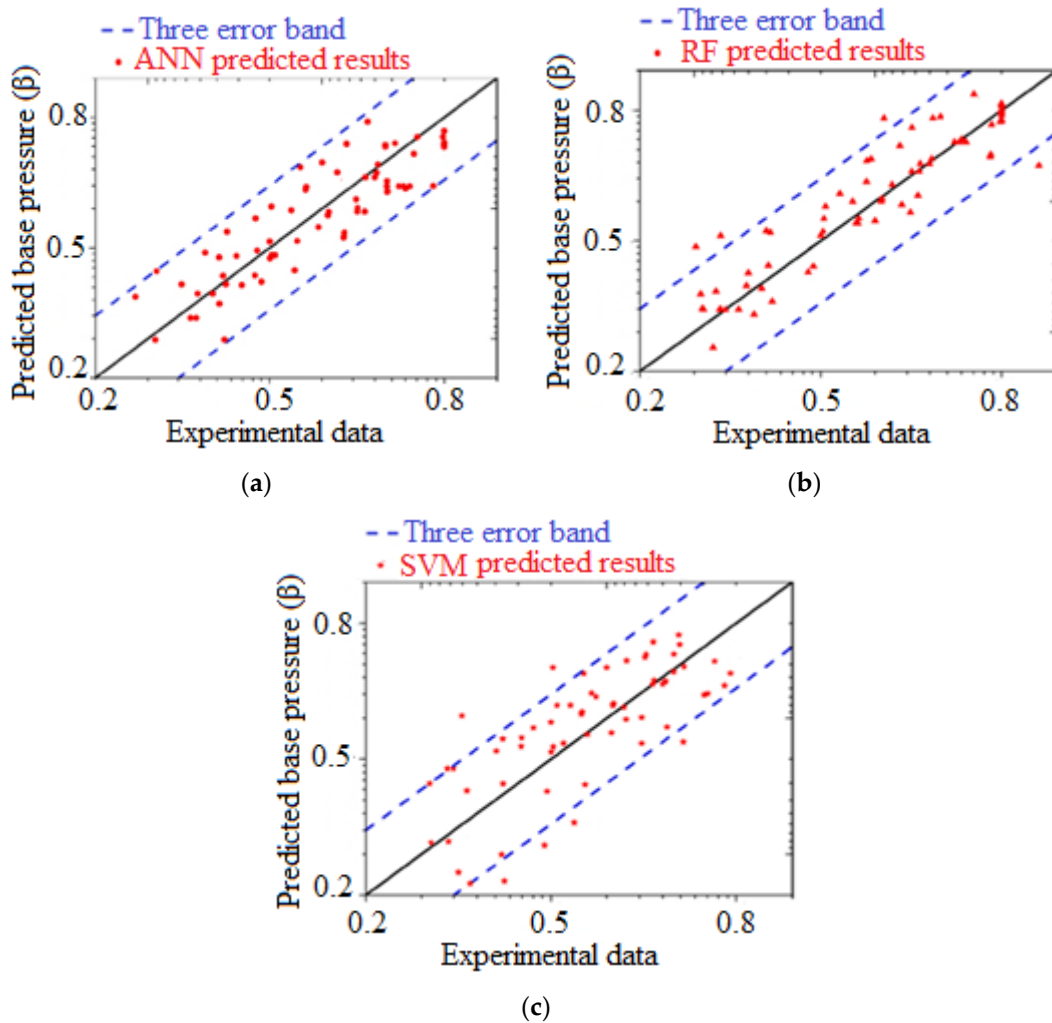 Three error band
ANN predicted results
Predicted base pressure (β)
0.8
0.5
0.2
0.2 0.5 0.8
Experimental data
(a)
Three error band
RF predicted results
Predicted base pressure (β)
0.8
0.5
0.2
0.2 0.5 0.8
Experimental data
(b)
Three error band
SVM predicted results
Predicted base pressure (β)
0.8
0.5
0.2
0.2 0.5 0.8
Experimental data
(c)